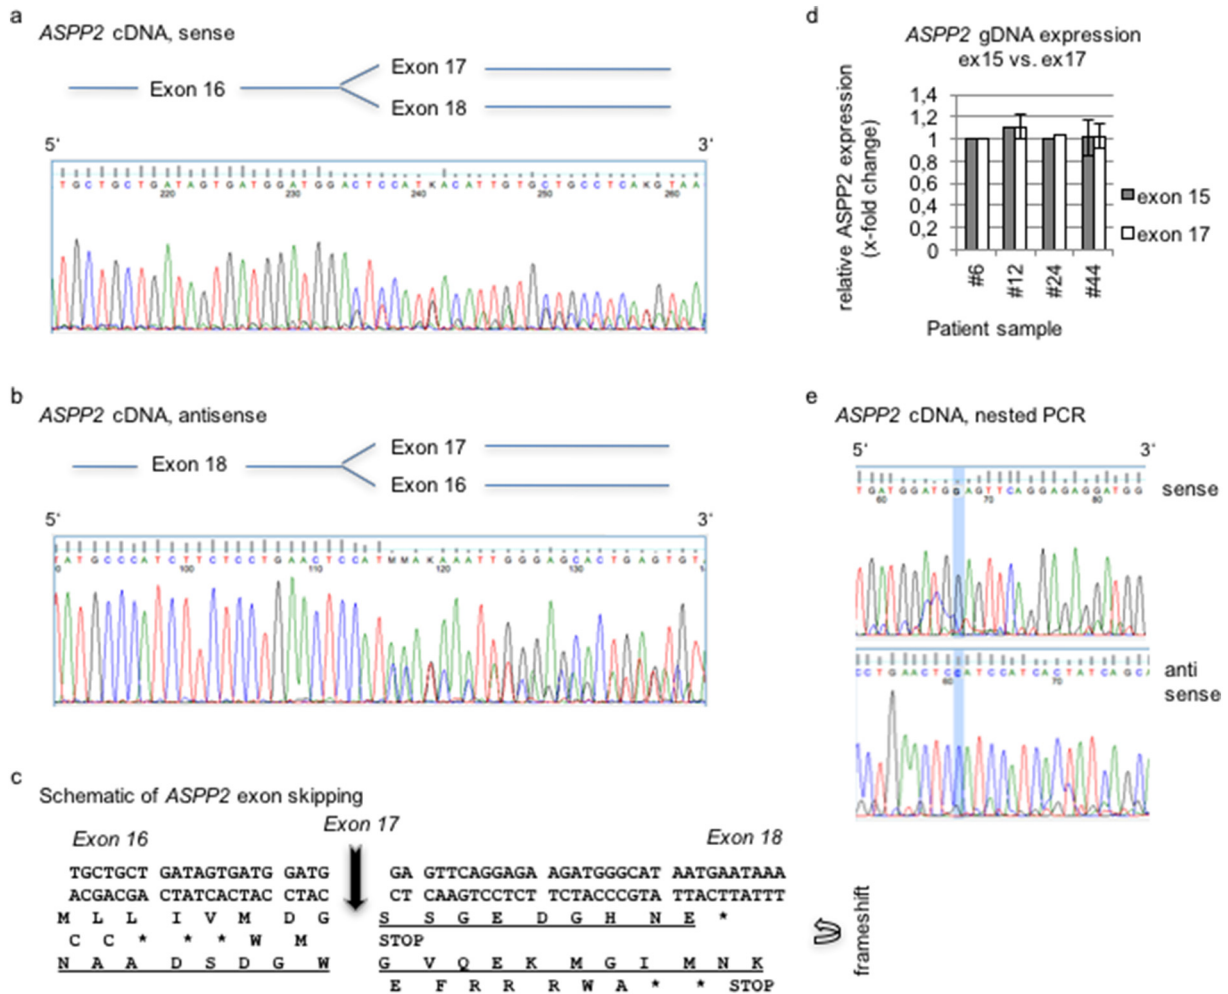 a
ASPP2 cDNA, sense
Exon 16
Exon 17
Exon 18
5'
3'
TGCTGCTGATAGTGATGGATGGACTCCATKACATTGTGCTGCCTCAKGTAA
220 230 240 250 260
b
ASPP2 cDNA, antisense
Exon 18
Exon 17
Exon 16
5'
3'
TATGCCCATCTTCTCCTGAACTCCATMMAKAAATTGGGAGCACTGAGTGT
0 100 110 120 130
c
Schematic of ASPP2 exon skipping
Exon 16
Exon 17
Exon 18
TGCTGCT GATAGTGATG GATG GA GTTCAGGAGA AGATGGGCAT AATGAATAAA
ACGACGA CTATCACTAC CTAC CT CAAGTCCTCT TCTACCCGTA TTACTTATTT
M L L I V M D G S S G E D G H N E *
C C * * * W M STOP
N A A D S D G W G V Q E K M G I M N K
E F R R R W A * * STOP
frameshift
d
ASPP2 gDNA expression
ex15 vs. ex17
relative ASPP2 expression
(x-fold change)
1,4
1,2
1
0,8
0,6
0,4
0,2
0
#6 #12 #24 #44
Patient sample
exon 15
exon 17
e
ASPP2 cDNA, nested PCR
5'
3'
TGATGGATGGAGTTCAGGAGAGGATGG
60 70 80
sense
CCTGAACTCCATCCATTCACTATCAGCA
60 70
anti
sense